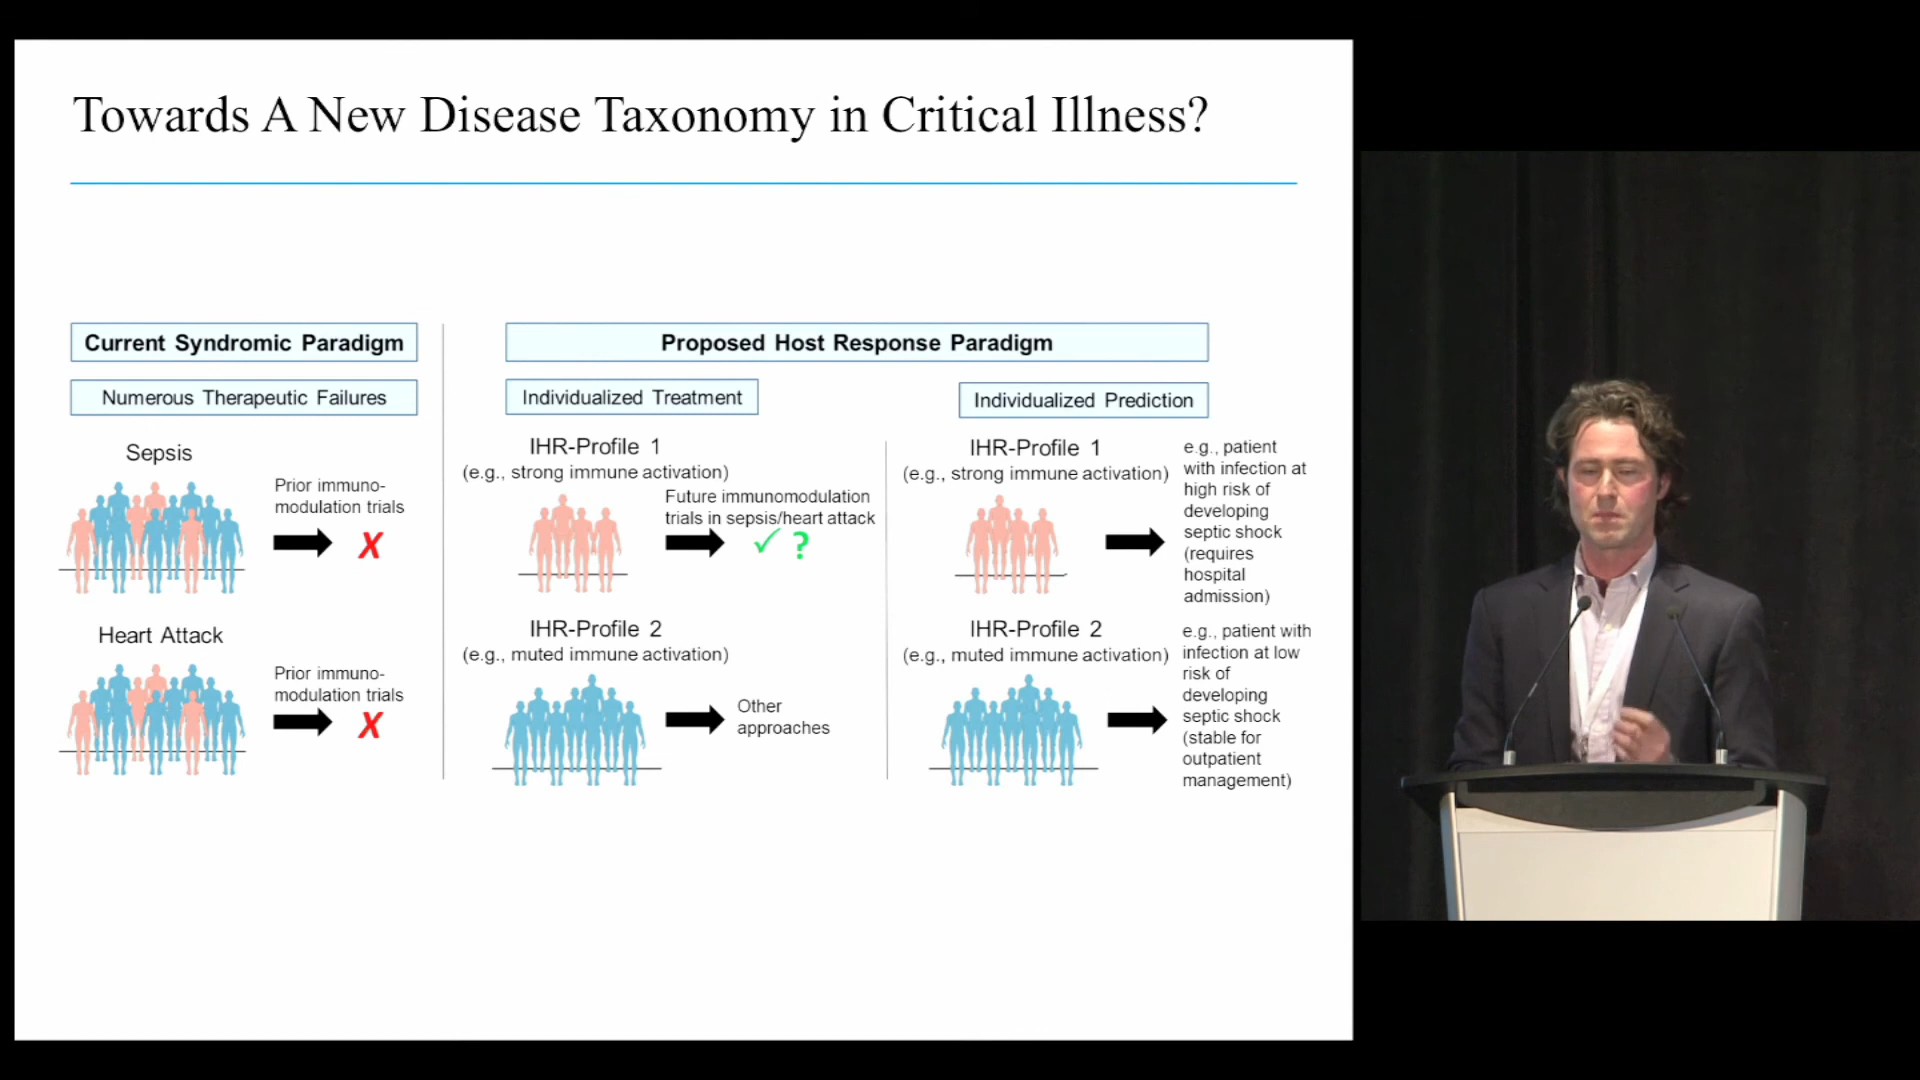 Towards A New Disease Taxonomy in Critical Illness?
Current Syndromic Paradigm
Numerous Therapeutic Failures
Sepsis
Prior immuno-
modulation trials
X
Heart Attack
Prior immuno-
modulation trials
X
Proposed Host Response Paradigm
Individualized Treatment
IHR-Profile 1
(e.g., strong immune activation)
Future immunomodulation
trials in sepsis/heart attack
✓ ?
IHR-Profile 2
(e.g., muted immune activation)
Other
approaches
Individualized Prediction
IHR-Profile 1
(e.g., strong immune activation)
e.g., patient
with infection at
high risk of
developing
septic shock
(requires
hospital
admission)
IHR-Profile 2
(e.g., muted immune activation)
e.g., patient with
infection at low
risk of
developing
septic shock
(stable for
outpatient
management)